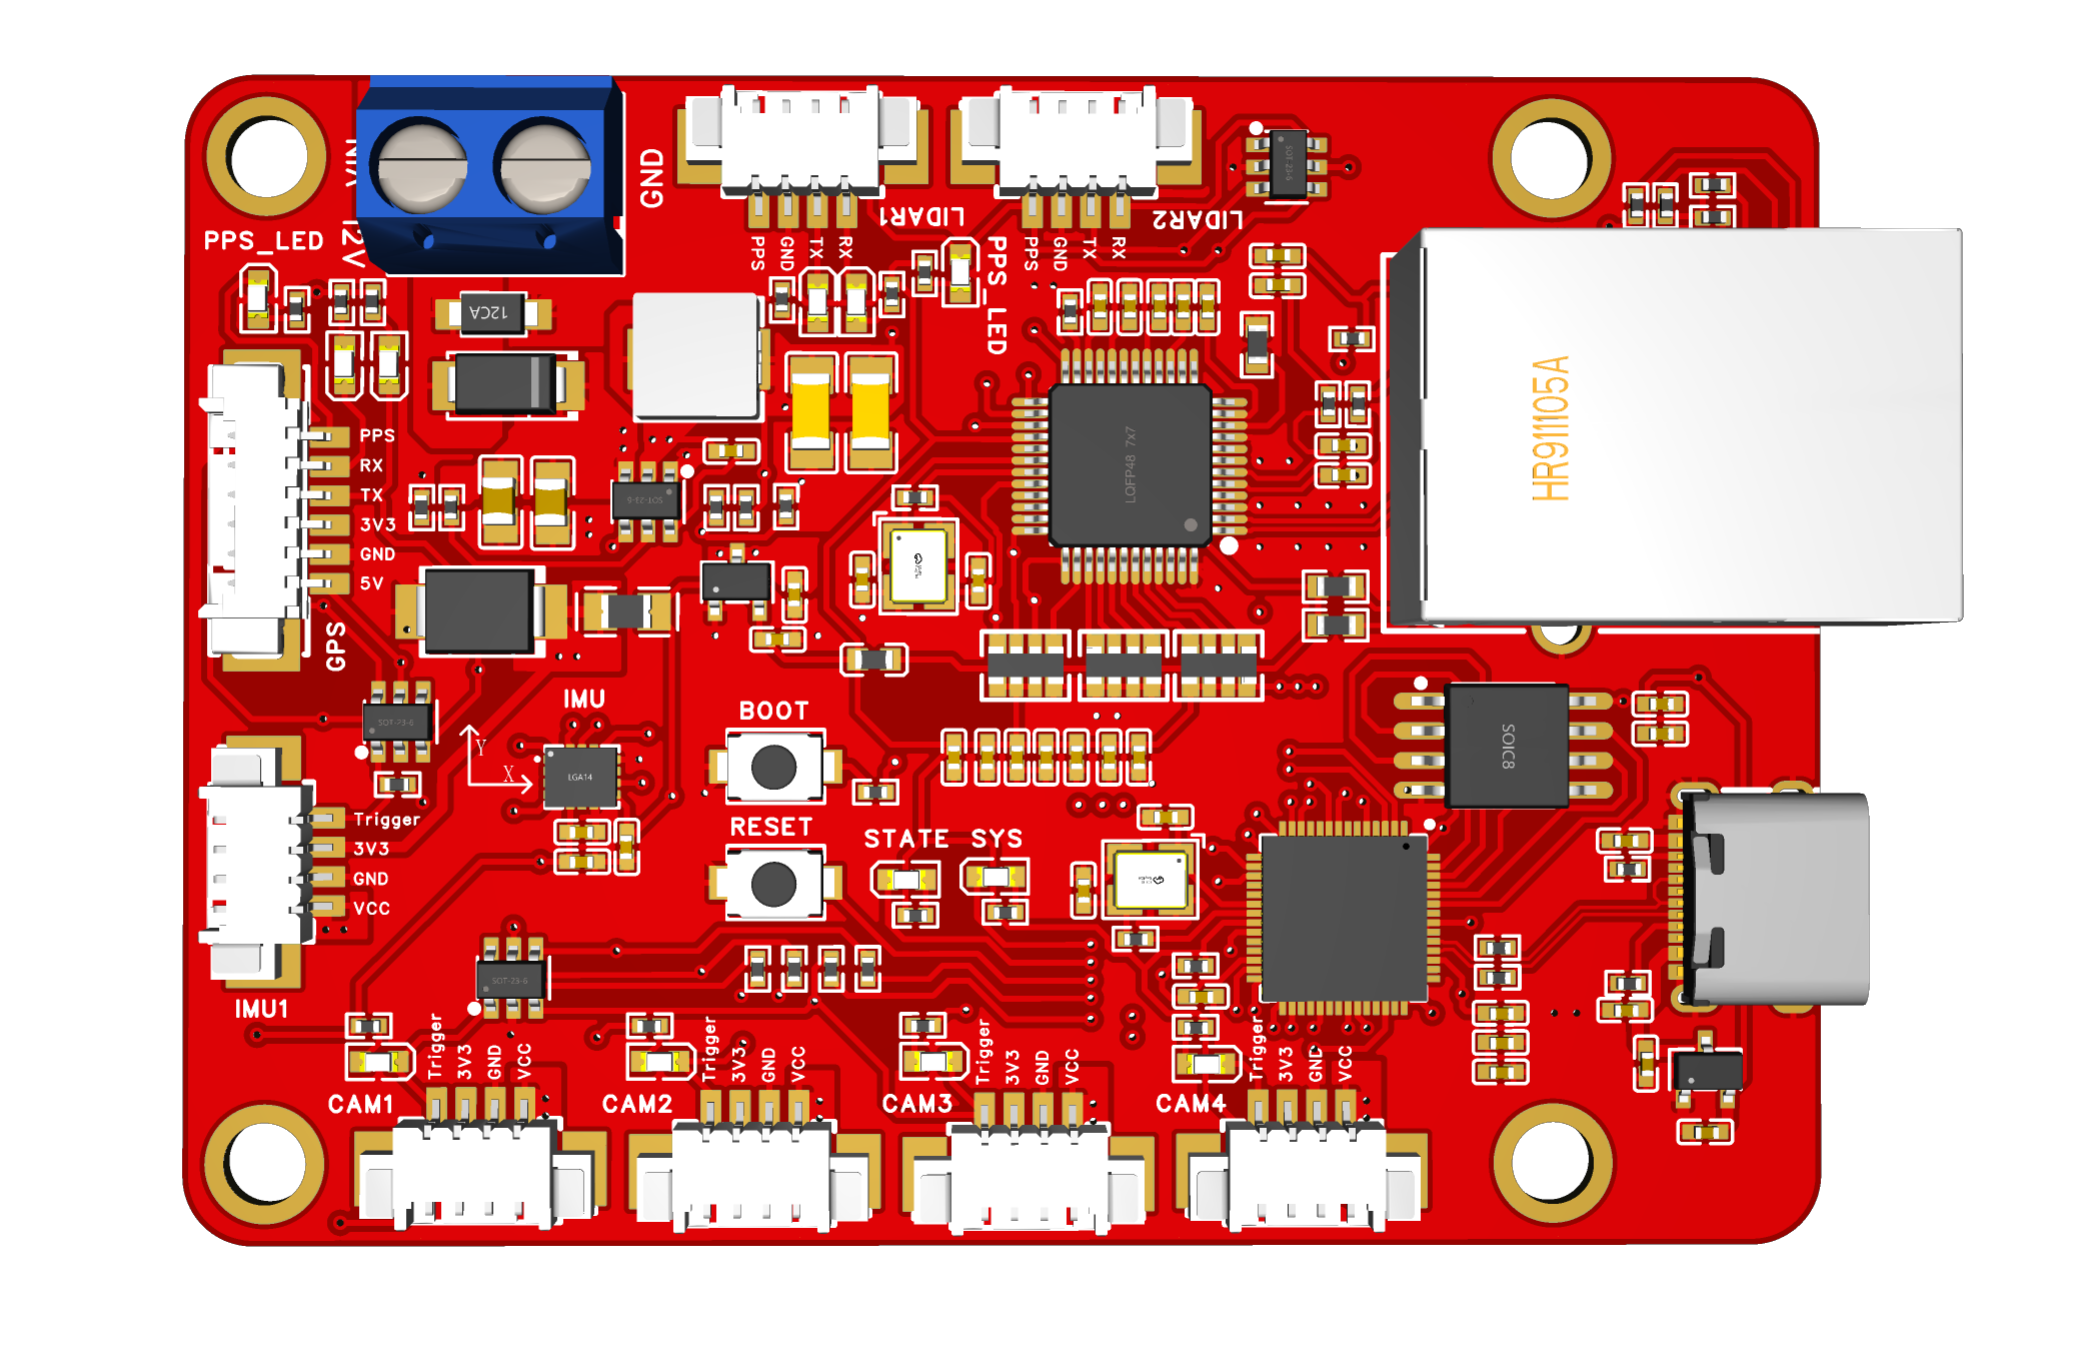 VIN
12V
GND
PPS_LED
LIDAR1
PPS
GND
TX
RX
LIDAR2
PPS
GND
TX
RX
PPS_LED
SOT-23-6
12CA
PPS
RX
TX
3V3
GND
5V
GPS
SOT-23-6
LQFP48 7x7
HR911105A
SOT-23-6
IMU
Y
X
LGA14
BOOT
RESET
STATE
SYS
SOIC8
Trigger
3V3
GND
VCC
IMU1
SOT-23-6
CAM1
Trigger
3V3
GND
VCC
CAM2
Trigger
3V3
GND
VCC
CAM3
Trigger
3V3
GND
VCC
CAM4
Trigger
3V3
GND
VCC